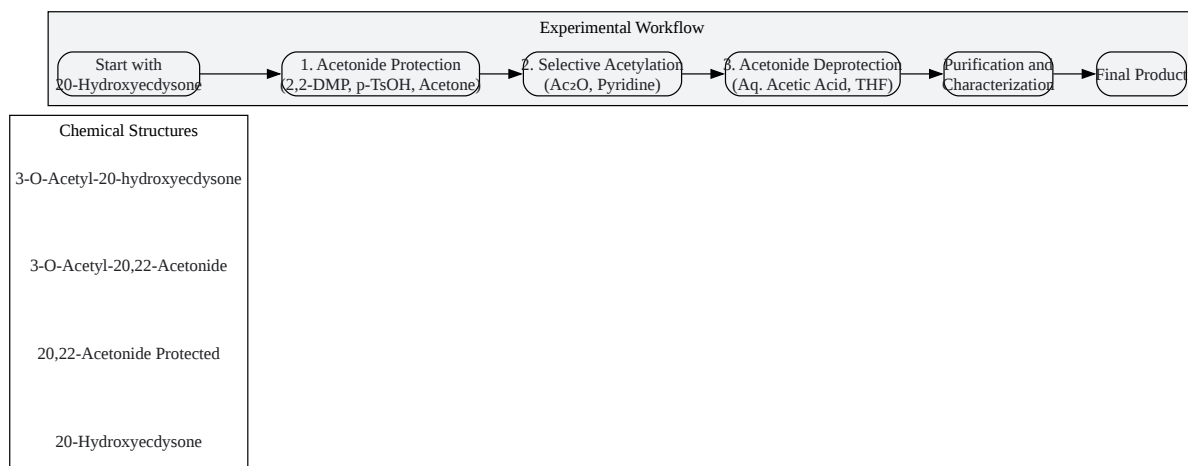 Experimental Workflow
Start with
20-Hydroxyecdysone
1. Acetonide Protection
(2,2-DMP, p-TsOH, Acetone)
2. Selective Acetylation
(Ac₂O, Pyridine)
3. Acetonide Deprotection
(Aq. Acetic Acid, THF)
Purification and
Characterization
Final Product
Chemical Structures
3-O-Acetyl-20-hydroxyecdysone
3-O-Acetyl-20,22-Acetonide
20,22-Acetonide Protected
20-Hydroxyecdysone